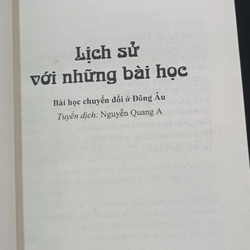 Lịch sử
với những bài học
Bài học chuyển đổi ở Đông Âu
Tuyển dịch: Nguyễn Quang A